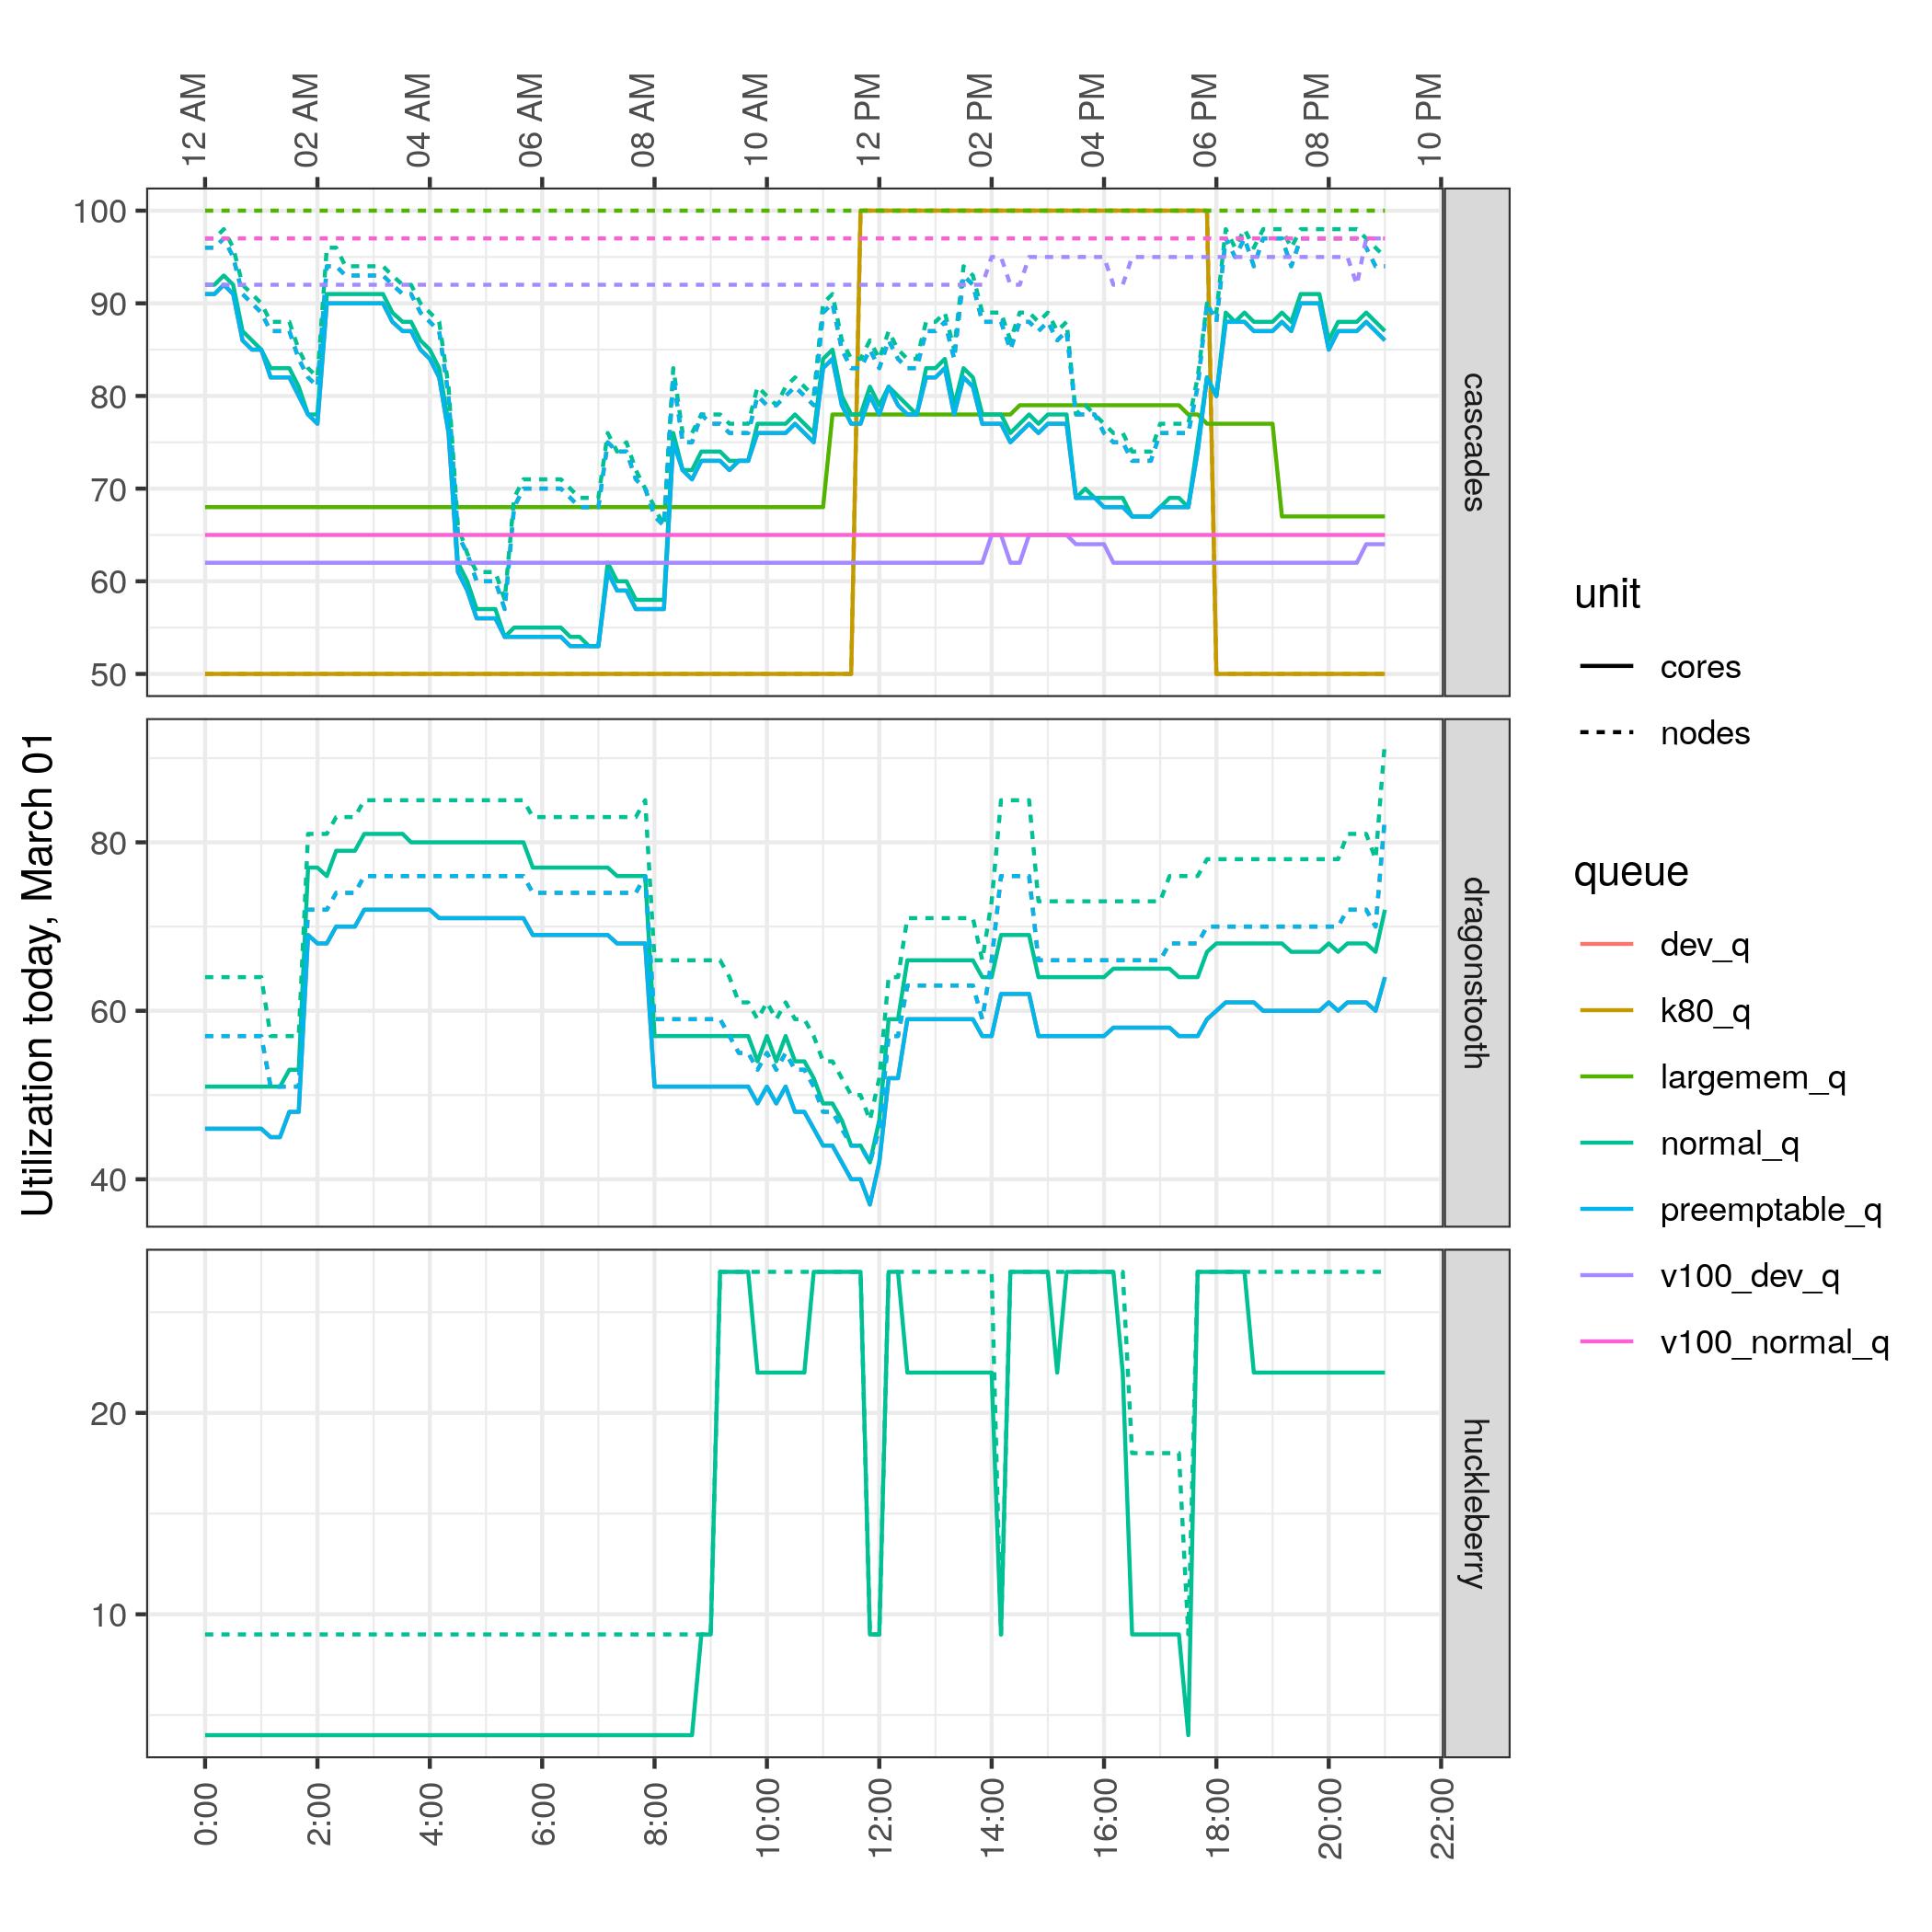 12 AM 02 AM 04 AM 06 AM 08 AM 10 AM 12 PM 02 PM 04 PM 06 PM 08 PM 10 PM
Utilization today, March 01
100
90
80
70
60
50
cascades
80
60
40
dragonstooth
20
10
huckleberry
0:00 2:00 4:00 6:00 8:00 10:00 12:00 14:00 16:00 18:00 20:00 22:00
unit
cores
nodes
queue
dev_q
k80_q
largemem_q
normal_q
preemptable_q
v100_dev_q
v100_normal_q